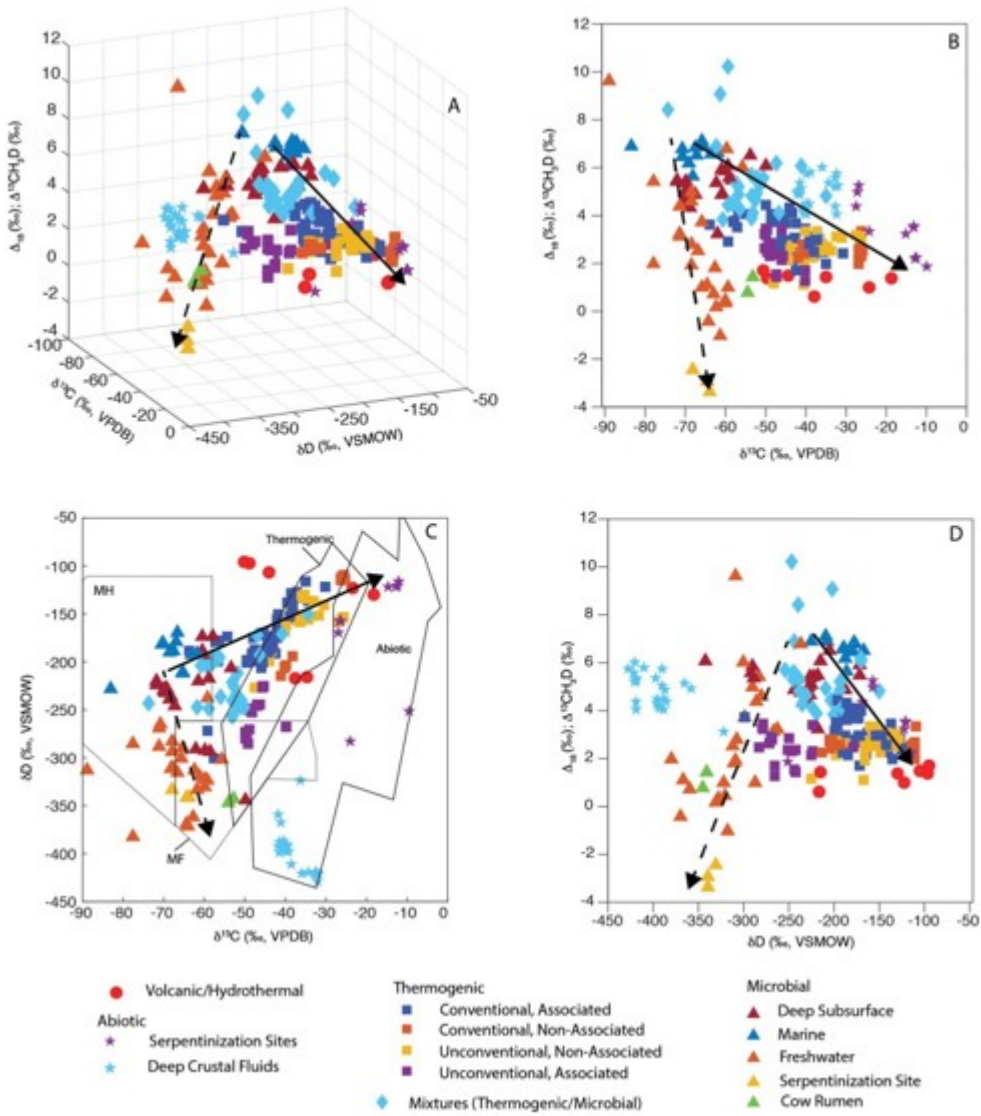 A
12
10
8
6
4
2
0
-2
-4
Δ₁₈ (‰); Δ¹³CH₃D (‰)
-100
-80
-60
-40
-20
0
δ¹³C (‰, VPDB)
-450
-350
-250
-150
-50
δD (‰, VSMOW)
B
12
10
8
6
4
2
0
-2
-4
Δ₁₈ (‰); Δ¹³CH₃D (‰)
-90 -80 -70 -60 -50 -40 -30 -20 -10 0
δ¹³C (‰, VPDB)
C
-50
-100
-150
-200
-250
-300
-350
-400
-450
δD (‰, VSMOW)
Thermogenic
MH
Abiotic
MF
-90 -80 -70 -60 -50 -40 -30 -20 -10 0
δ¹³C (‰, VPDB)
D
12
10
8
6
4
2
0
-2
-4
Δ₁₈ (‰); Δ¹³CH₃D (‰)
-450 -400 -350 -300 -250 -200 -150 -100 -50
δD (‰, VSMOW)
Volcanic/Hydrothermal
Abiotic
Serpentinization Sites
Deep Crustal Fluids
Thermogenic
Conventional, Associated
Conventional, Non-Associated
Unconventional, Non-Associated
Unconventional, Associated
Mixtures (Thermogenic/Microbial)
Microbial
Deep Subsurface
Marine
Freshwater
Serpentinization Site
Cow Rumen